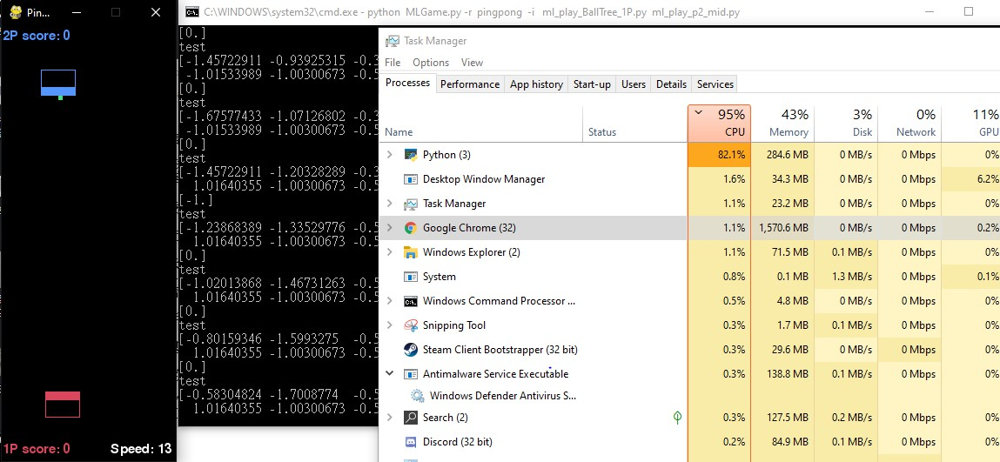 Pin...
2P score: 0
1P score: 0
Speed: 13
C:\WINDOWS\system32\cmd.exe - python MLGame.py -r pingpong -i ml_play_BallTree_1P.py ml_play_p2_mid.py
[0.]
test
[-1.45722911 -0.93925315 -0.3
-1.01533989 -1.00300673 -0.
[0.]
test
[-1.67577433 -1.07126802 -0.3
-1.01533989 -1.00300673 -0.
[0.]
test
[-1.45722911 -1.20328289 -0.3
1.01640355 -1.00300673 -0.
[-1.]
test
[-1.23868389 -1.33529776 -0.5
1.01640355 -1.00300673 -0.
[0.]
test
[-1.02013868 -1.46731263 -0.5
1.01640355 -1.00300673 -0.
[0.]
test
[-0.80159346 -1.5993275 -0.5
1.01640355 -1.00300673 -0.
[0.]
test
[-0.58304824 -1.7008774 -0.5
1.01640355 -1.00300673 -0.5
Task Manager
File Options View
Processes Performance App history Start-up Users Details Services
95% 43% 3% 0% 11%
Name Status CPU Memory Disk Network GPU
Python (3) 82.1% 284.6 MB 0 MB/s 0 Mbps 0%
Desktop Window Manager 1.6% 34.3 MB 0 MB/s 0 Mbps 6.2%
Task Manager 1.1% 23.2 MB 0 MB/s 0 Mbps 0%
Google Chrome (32) 1.1% 1,570.6 MB 0 MB/s 0 Mbps 0.2%
Windows Explorer (2) 1.1% 71.5 MB 0.1 MB/s 0 Mbps 0%
System 0.8% 0.1 MB 1.3 MB/s 0 Mbps 0.1%
Windows Command Processor ... 0.5% 4.8 MB 0 MB/s 0 Mbps 0%
Snipping Tool 0.3% 1.7 MB 0.1 MB/s 0 Mbps 0%
Steam Client Bootstrapper (32 bit) 0.3% 29.6 MB 0 MB/s 0 Mbps 0%
Antimalware Service Executable 0.3% 138.8 MB 0.1 MB/s 0 Mbps 0%
Windows Defender Antivirus S...
Search (2) 0.3% 127.5 MB 0.2 MB/s 0 Mbps 0%
Discord (32 bit) 0.2% 84.9 MB 0.1 MB/s 0 Mbps 0%